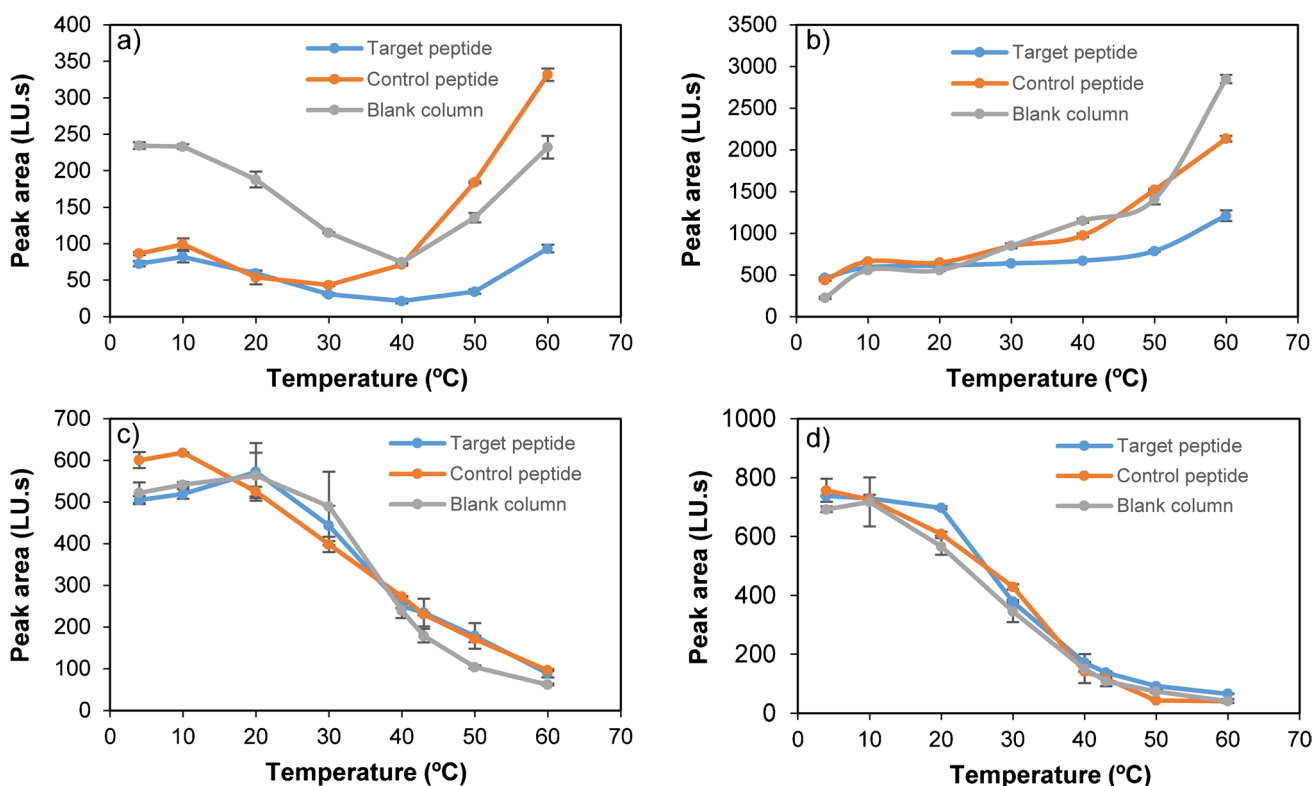 a)
Peak area (LU.s)
400
350
300
250
200
150
100
50
0
0 10 20 30 40 50 60 70
Temperature (ºC)
Target peptide
Control peptide
Blank column
b)
Peak area (LU.s)
3500
3000
2500
2000
1500
1000
500
0
0 10 20 30 40 50 60 70
Temperature (ºC)
Target peptide
Control peptide
Blank column
c)
Peak area (LU.s)
700
600
500
400
300
200
100
0
0 10 20 30 40 50 60 70
Temperature (ºC)
Target peptide
Control peptide
Blank column
d)
Peak area (LU.s)
1000
800
600
400
200
0
0 10 20 30 40 50 60 70
Temperature (ºC)
Target peptide
Control peptide
Blank column